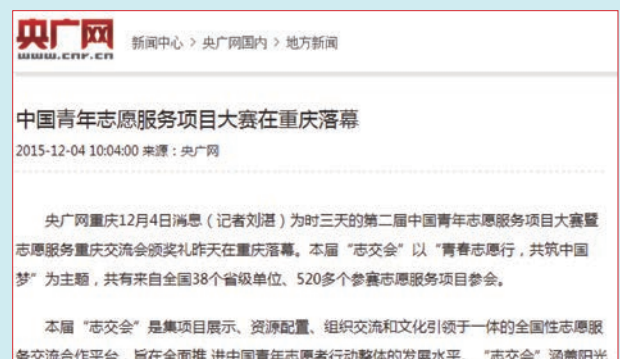 央广网
www.cnr.cn
新闻中心 > 央广网国内 > 地方新闻
中国青年志愿服务项目大赛在重庆落幕
2015-12-04 10:04:00 来源：央广网
央广网重庆12月4日消息（记者刘湛）为时三天的第二届中国青年志愿服务项目大赛暨
志愿服务重庆交流会颁奖礼昨天在重庆落幕。本届“志交会”以“青春志愿行，共筑中国
梦”为主题，共有来自全国38个省级单位、520多个参赛志愿服务项目参会。
本届“志交会”是集项目展示、资源配置、组织交流和文化引领于一体的全国性志愿服
务交流合作平台，旨在全面推 进中国青年志愿者行动整体的发展水平。“志交会”涵盖阳光